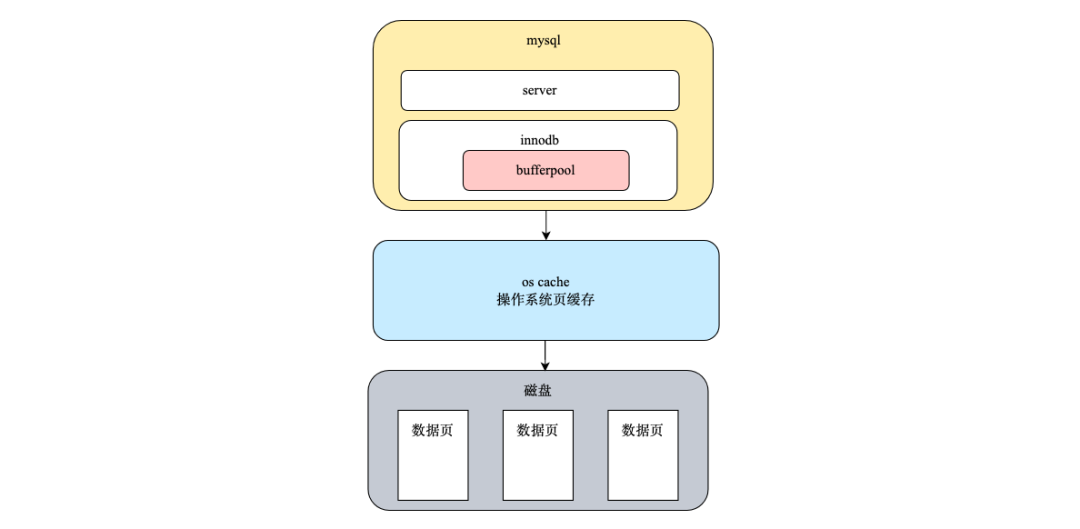 mysql
server
innodb
bufferpool
os cache
操作系统页缓存
磁盘
数据页
数据页
数据页